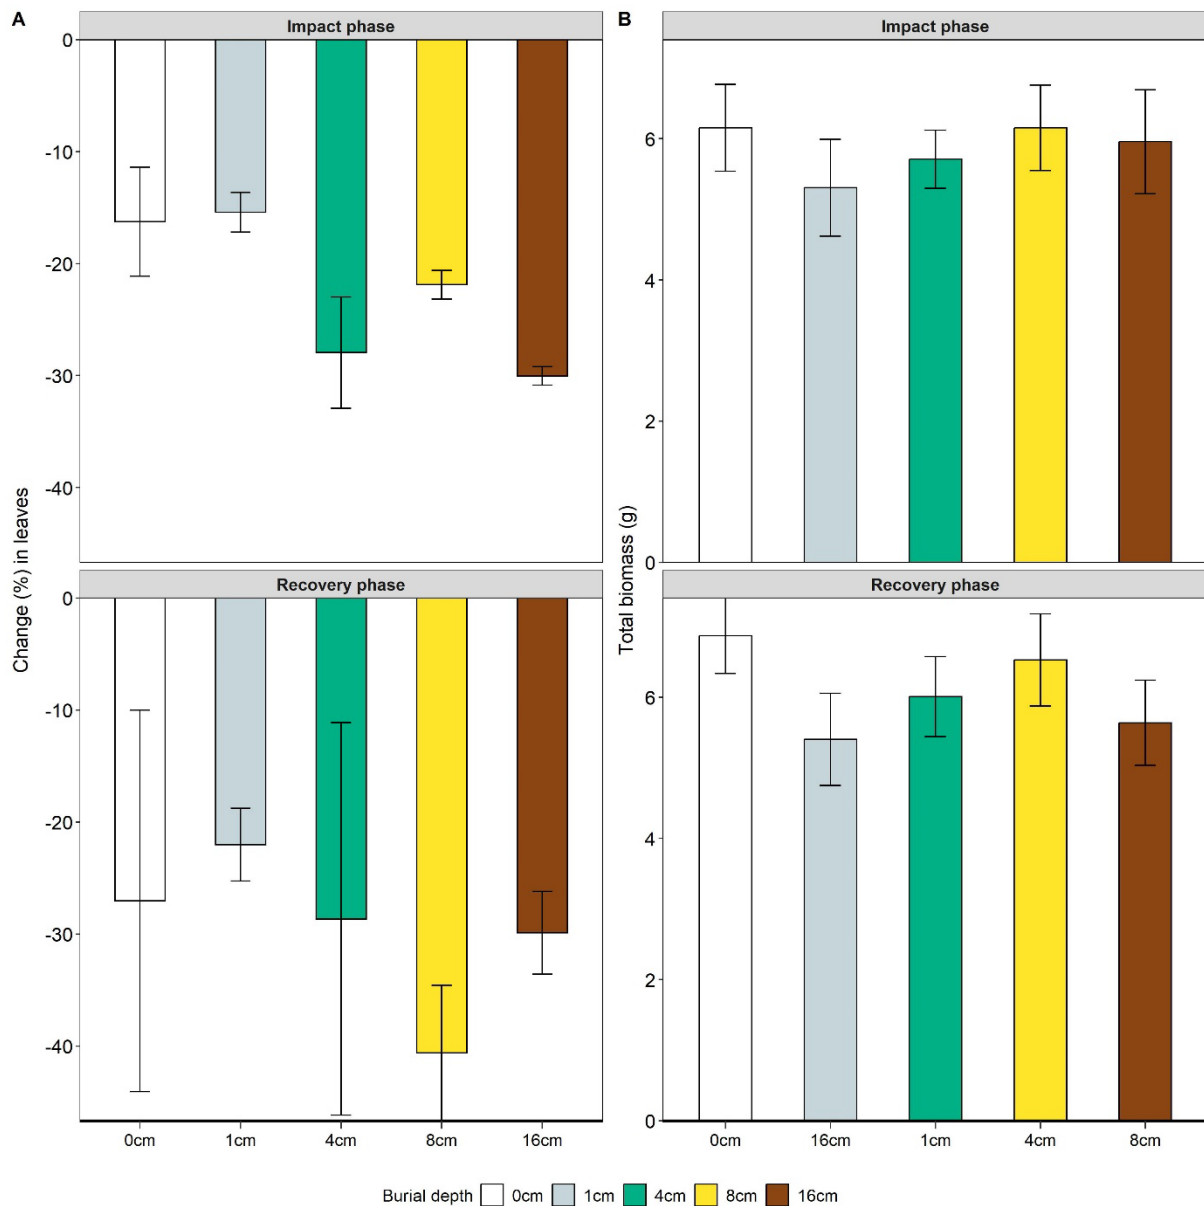 A
Impact phase
0
-10
-20
-30
-40
Recovery phase
0
-10
-20
-30
-40
Change (%) in leaves
0cm 1cm 4cm 8cm 16cm
B
Impact phase
6
4
2
0
Recovery phase
6
4
2
0
Total biomass (g)
0cm 16cm 1cm 4cm 8cm
Burial depth 0cm 1cm 4cm 8cm 16cm